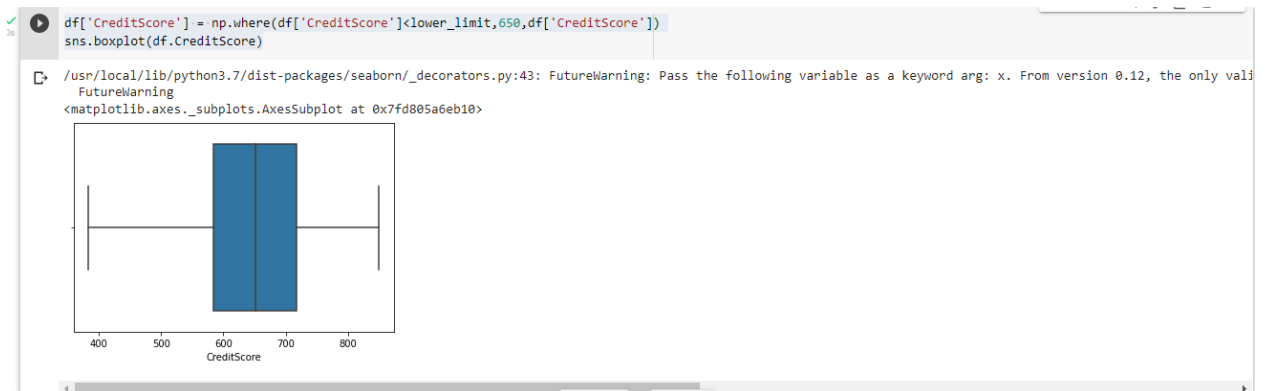 df['CreditScore'] = np.where(df['CreditScore']<lower_limit,650,df['CreditScore'])
sns.boxplot(df.CreditScore)
/usr/local/lib/python3.7/dist-packages/seaborn/_decorators.py:43: FutureWarning: Pass the following variable as a keyword arg: x. From version 0.12, the only vali
FutureWarning
<matplotlib.axes._subplots.AxesSubplot at 0x7fd805a6eb10>
400 500 600 700 800
CreditScore